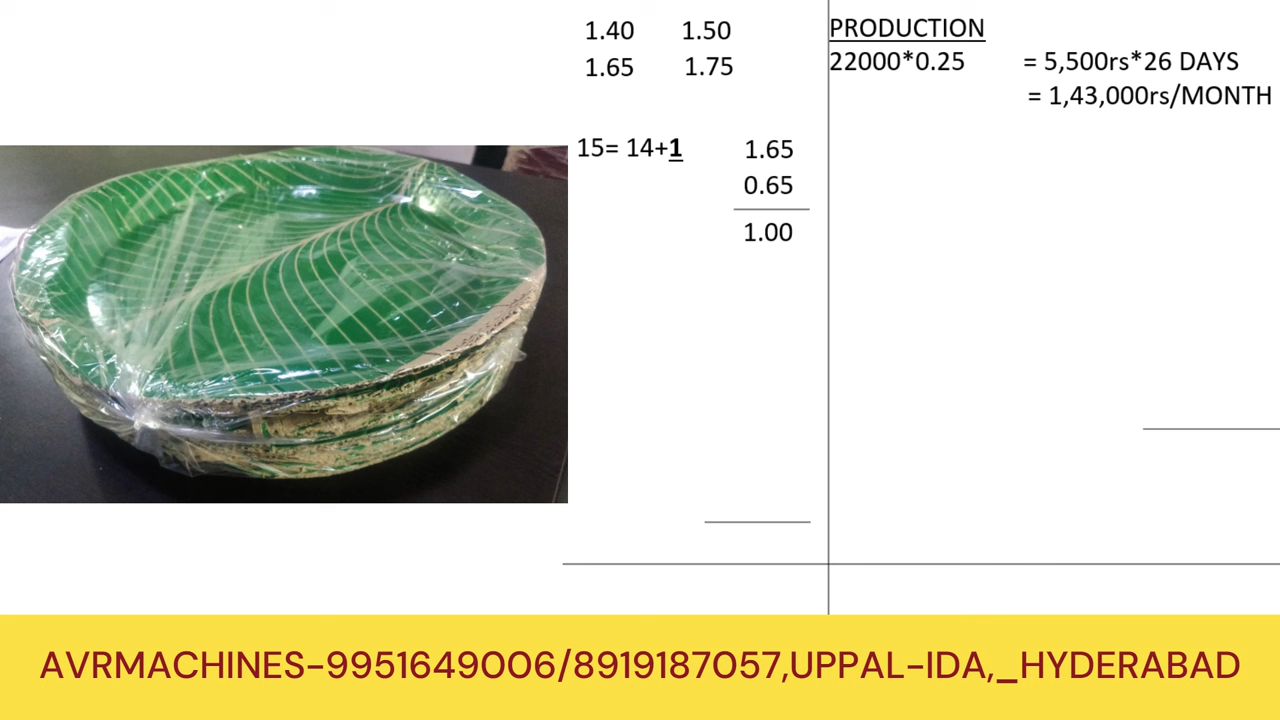 1.40 1.50
1.65 1.75
15= 14+1 1.65
0.65
1.00
PRODUCTION
22000*0.25 = 5,500rs*26 DAYS
= 1,43,000rs/MONTH
AVRMACHINES-9951649006/8919187057,UPPAL-IDA,_HYDERABAD